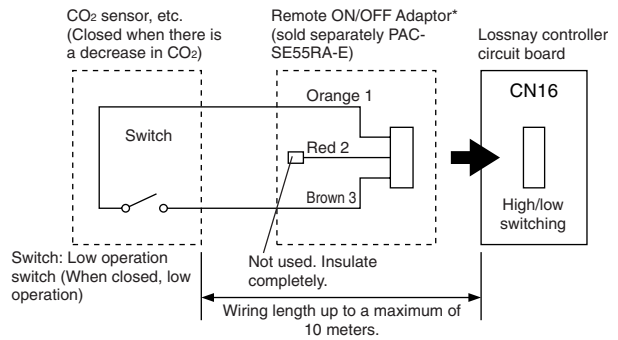 CO₂ sensor, etc.
(Closed when there is
a decrease in CO₂)
Remote ON/OFF Adaptor*
(sold separately PAC-
SE55RA-E)
Lossnay controller
circuit board
Orange 1
CN16
Switch
Red 2
Brown 3
High/low
switching
Switch: Low operation
switch (When closed, low
operation)
Not used. Insulate
completely.
Wiring length up to a maximum of
10 meters.